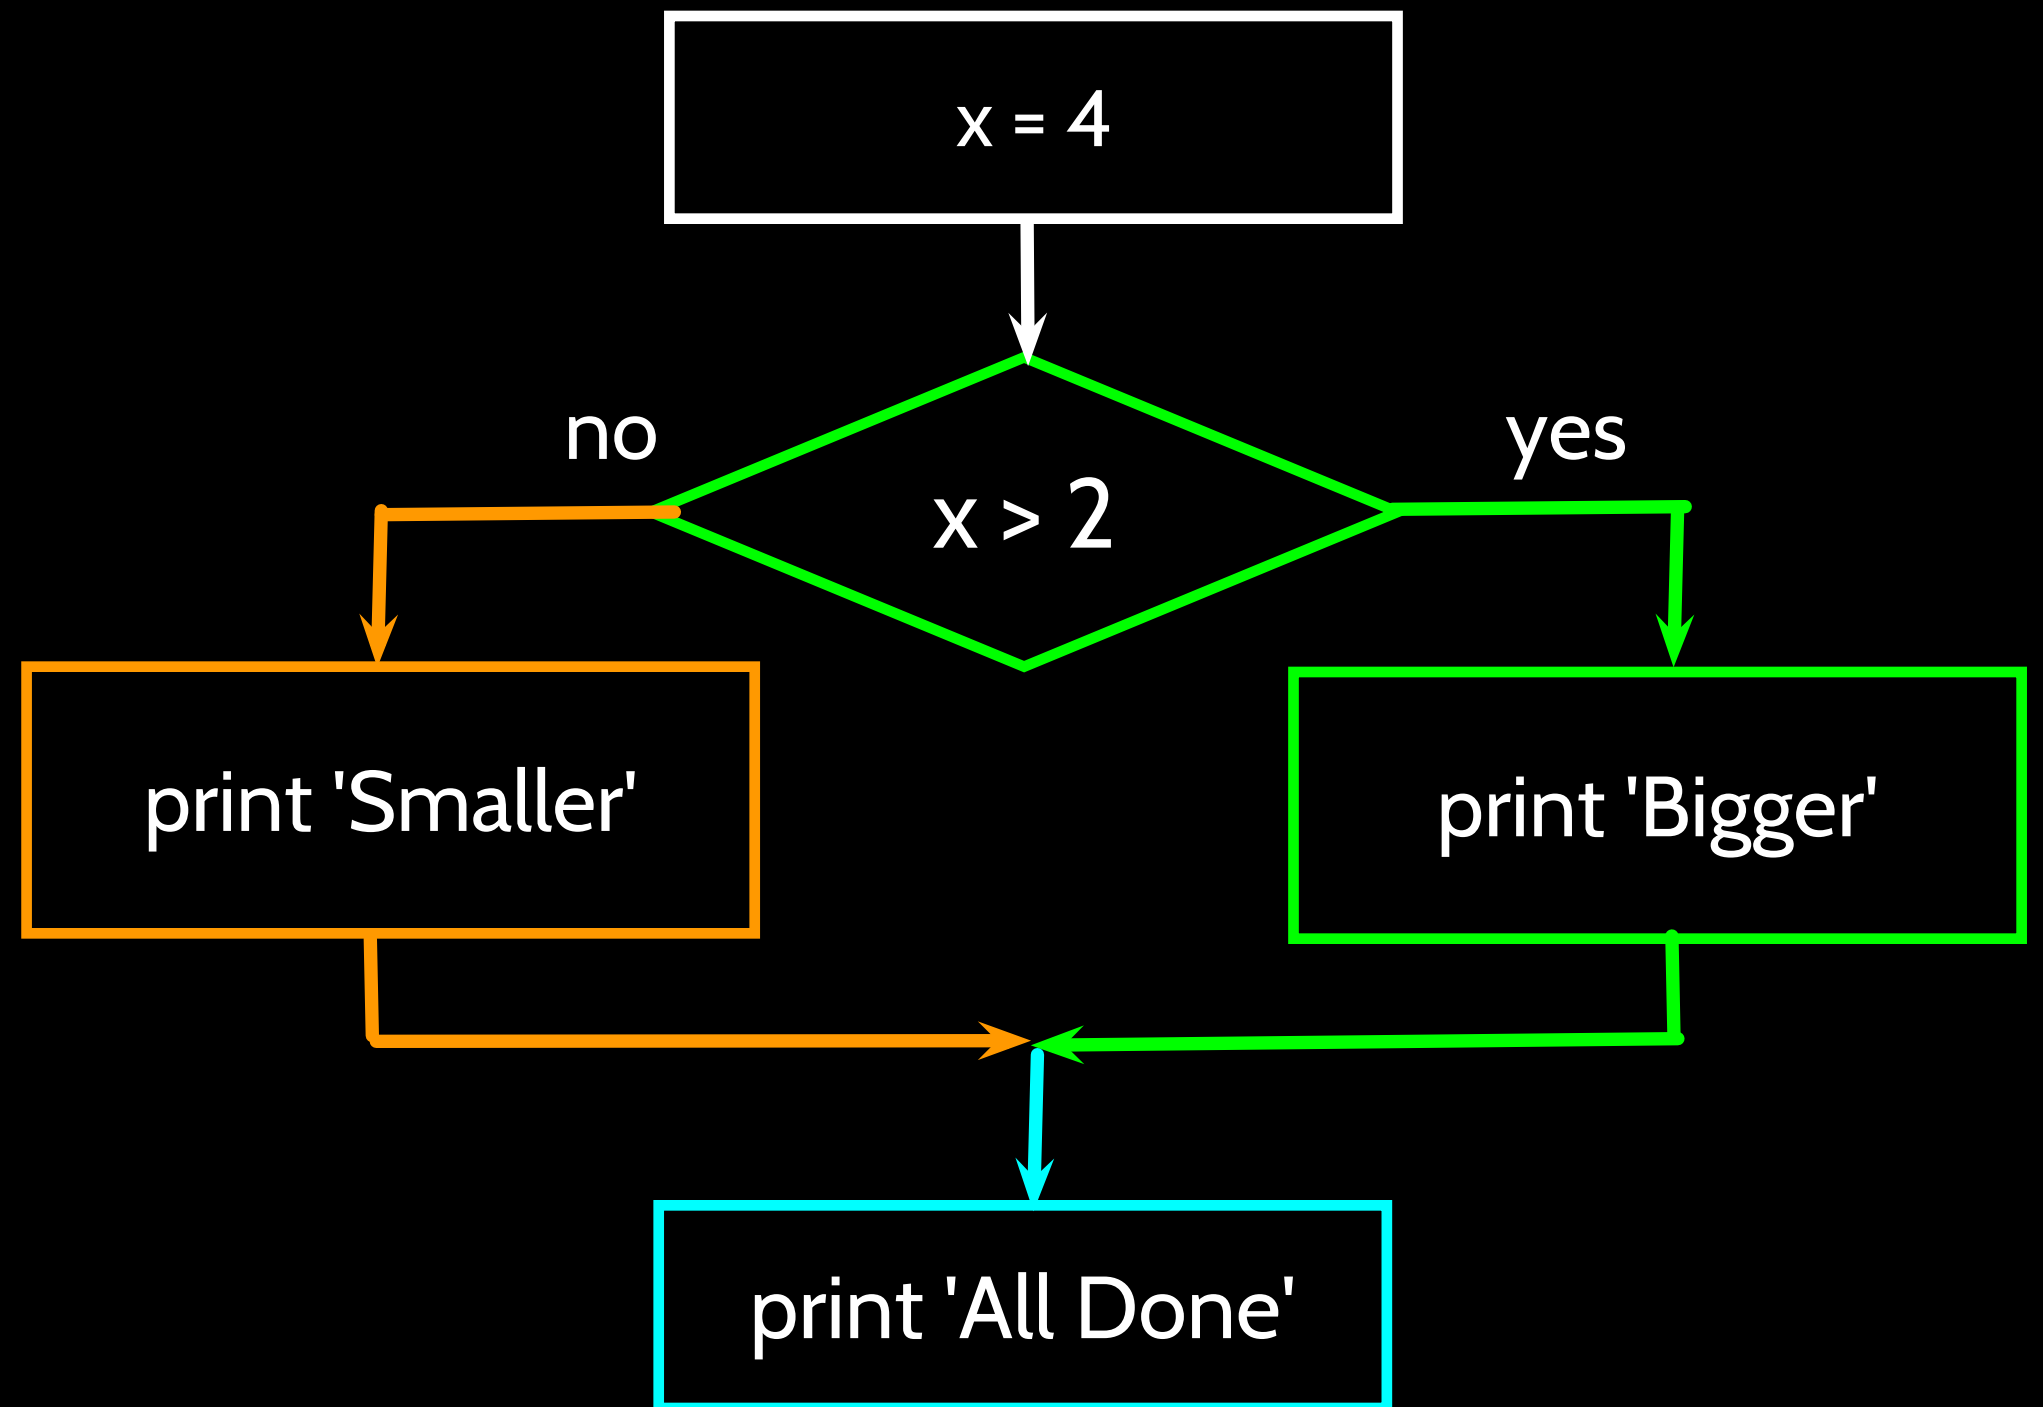 x = 4
no
yes
x > 2
print 'Smaller'
print 'Bigger'
print 'All Done'